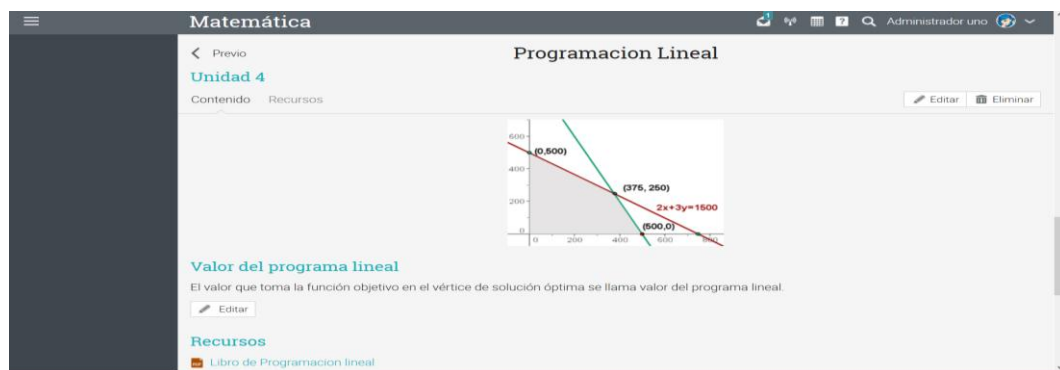 Matemática
1
?
Administrador uno
Previo
Programacion Lineal
Unidad 4
Contenido Recursos
Editar Eliminar
600
(0,500)
400
(375, 250)
200
2x+3y=1500
(500,0)
0
0 200 400 600 800
Valor del programa lineal
El valor que toma la función objetivo en el vértice de solución óptima se llama valor del programa lineal.
Editar
Recursos
PDF
Libro de Programacion lineal